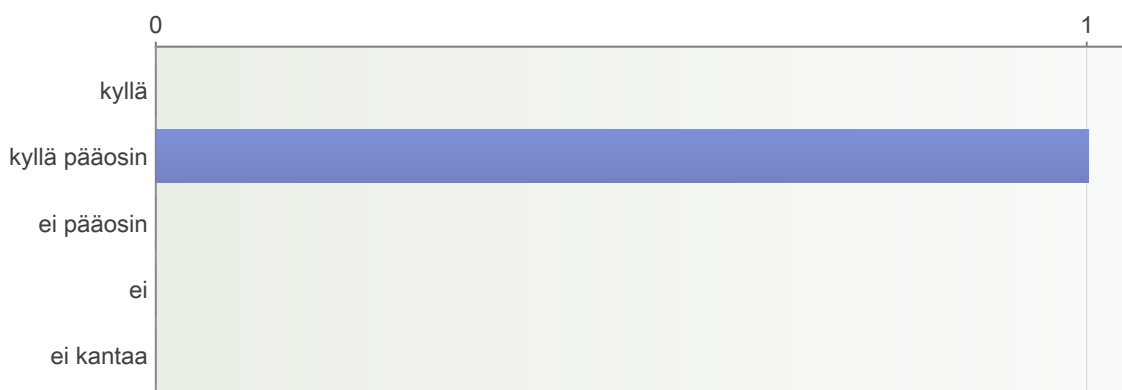 0 1
kyllä
kyllä pääosin
ei pääosin
ei
ei kantaa